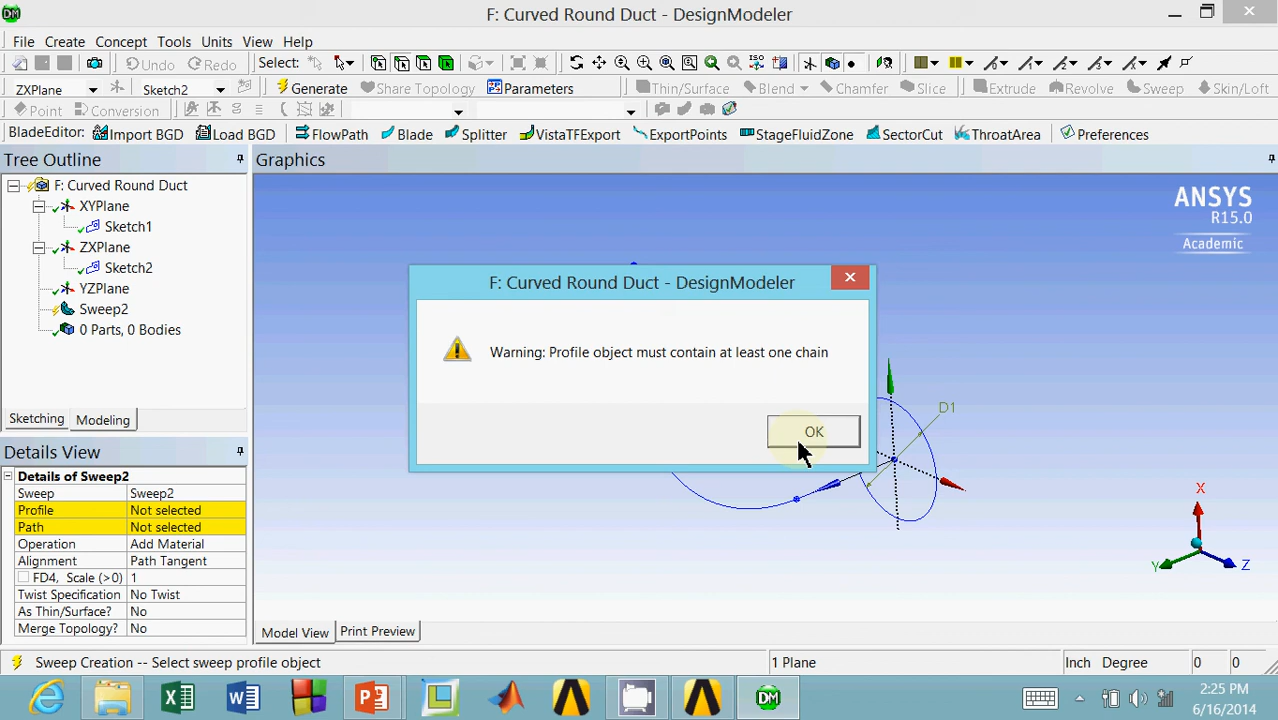 DM
F: Curved Round Duct - DesignModeler
File Create Concept Tools Units View Help
Undo Redo Select: ISO
ZXPlane Sketch2 Generate Share Topology Parameters Thin/Surface Blend Chamfer Slice Extrude Revolve Sweep Skin/Loft
Point Conversion
BladeEditor: Import BGD Load BGD FlowPath Blade Splitter VistaTFExport ExportPoints StageFluidZone SectorCut ThroatArea Preferences
Tree Outline
F: Curved Round Duct
XYPlane
Sketch1
ZXPlane
Sketch2
YZPlane
Sweep2
0 Parts, 0 Bodies
Sketching Modeling
Details View
Details of Sweep2
Sweep Sweep2
Profile Not selected
Path Not selected
Operation Add Material
Alignment Path Tangent
FD4, Scale (>0) 1
Twist Specification No Twist
As Thin/Surface? No
Merge Topology? No
Graphics
ANSYS
R15.0
Academic
F: Curved Round Duct - DesignModeler
Warning: Profile object must contain at least one chain
OK
D1
X
Y
Z
Model View Print Preview
Sweep Creation -- Select sweep profile object 1 Plane Inch Degree 0 0
DM
2:25 PM
6/16/2014